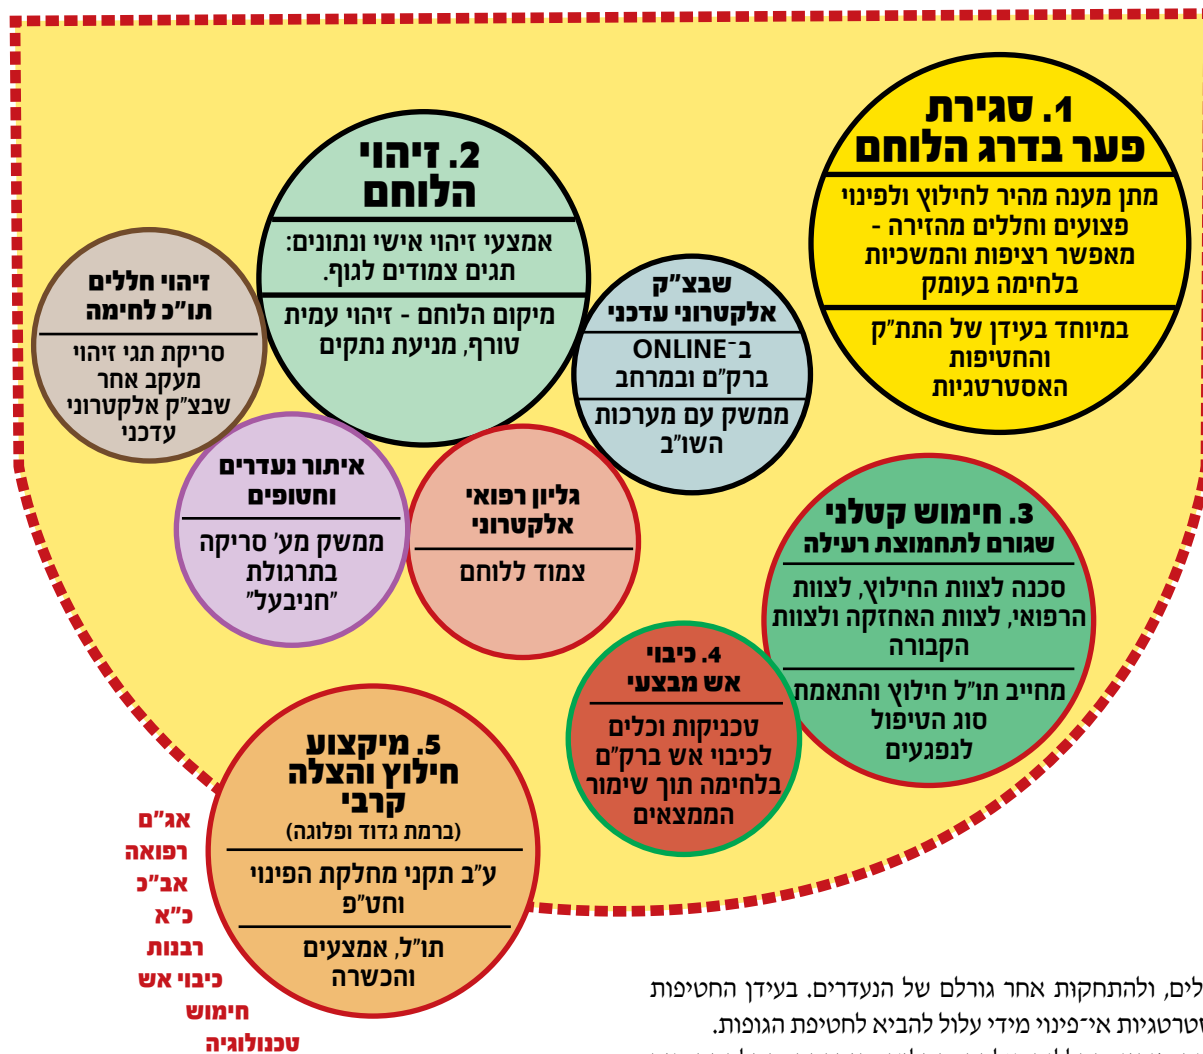 1. סגירת
פער בדרג הלוחם
מתן מענה מהיר לחילוץ ולפינוי
פצועים וחללים מהזירה -
מאפשר רציפות והמשכיות
בלחימה בעומק
במיוחד בעידן של התת"ק
והחטיפות
האסטרטגיות
2. זיהוי
הלוחם
אמצעי זיהוי אישי ונתונים:
תגים צמודים לגוף.
מיקום הלוחם - זיהוי עמית
טורף, מניעת נתקים
שבצ"ק
אלקטרוני עדכני
ב־ONLINE
ברק"ם ובמרחב
ממשק עם מערכות
השו"ב
זיהוי חללים
תו"כ לחימה
סריקת תגי זיהוי
מעקב אחר
שבצ"ק אלקטרוני
עדכני
איתור נעדרים
וחטופים
ממשק מע' סריקה
בתרגולת
"חניבעל"
גליון רפואי
אלקטרוני
צמוד ללוחם
3. חימוש קטלני
שגורם לתחמוצת רעילה
סכנה לצוות החילוץ, לצוות
הרפואי, לצוות האחזקה ולצוות
הקבורה
מחייב תו"ל חילוץ והתאמת
סוג הטיפול
לנפגעים
4. כיבוי
אש מבצעי
טכניקות וכלים
לכיבוי אש ברק"ם
בלחימה תוך שימור
הממצאים
5. מיקצוע
חילוץ והצלה
קרבי
(ברמת גדוד ופלוגה)
ע"ב תקני מחלקת הפינוי
וחט"פ
תו"ל, אמצעים
והכשרה
אג"ם
רפואה
אב"כ
כ"א
רבנות
כיבוי אש
חימוש
טכנולוגיה
לים, ולהתחקות אחר גורלם של הנעדרים. בעידן החטיפות
שטרטגיות אי־פינוי מידי עלול להביא לחטיפת הגופות.